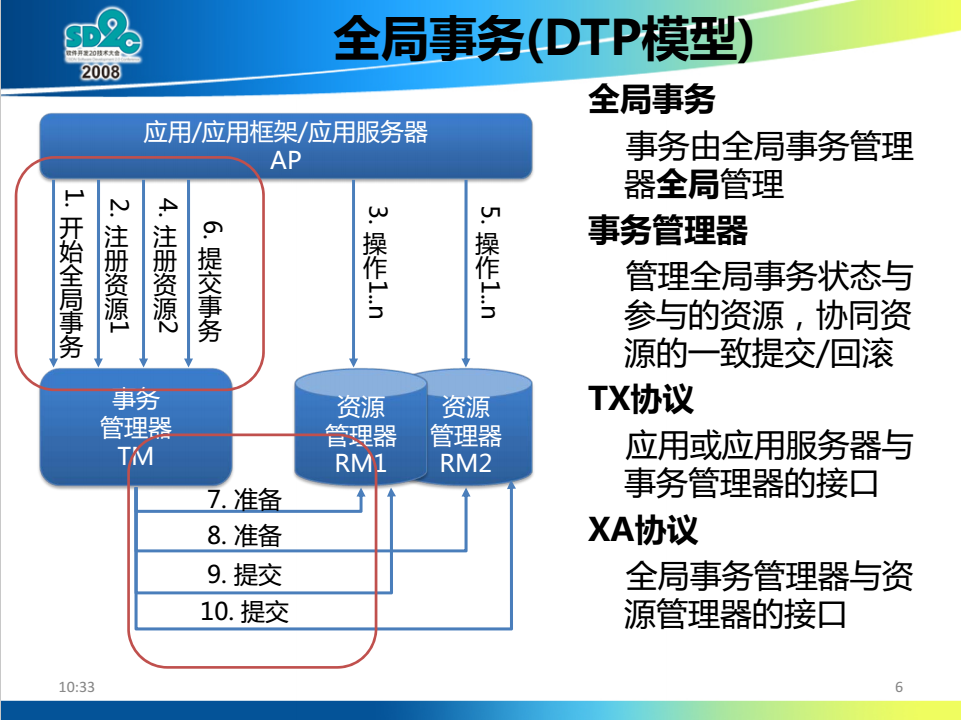 SD2C
软件开发2.0技术大会
2008
全局事务(DTP模型)
应用/应用框架/应用服务器
AP
1. 开始全局事务
2. 注册资源1
4. 注册资源2
6. 提交事务
3. 操作1..n
5. 操作1..n
事务
管理器
TM
资源
管理器
RM1
资源
管理器
RM2
7. 准备
8. 准备
9. 提交
10. 提交
全局事务
事务由全局事务管理
器全局管理
事务管理器
管理全局事务状态与
参与的资源，协同资
源的一致提交/回滚
TX协议
应用或应用服务器与
事务管理器的接口
XA协议
全局事务管理器与资
源管理器的接口
10:33
6